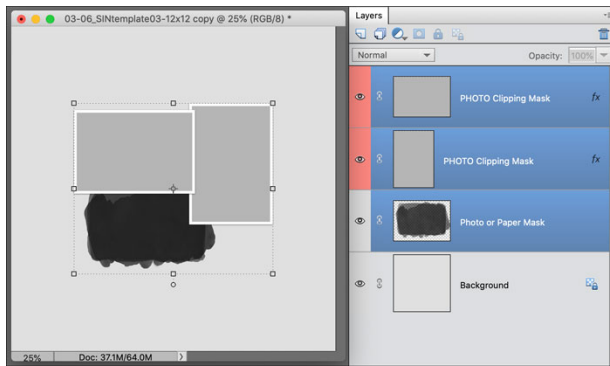 03-06_SINtemplate03-12x12 copy @ 25% (RGB/8) *
25%
Doc: 37.1M/64.0M
Layers
Normal
Opacity: 100%
PHOTO Clipping Mask
fx
PHOTO Clipping Mask
fx
Photo or Paper Mask
Background